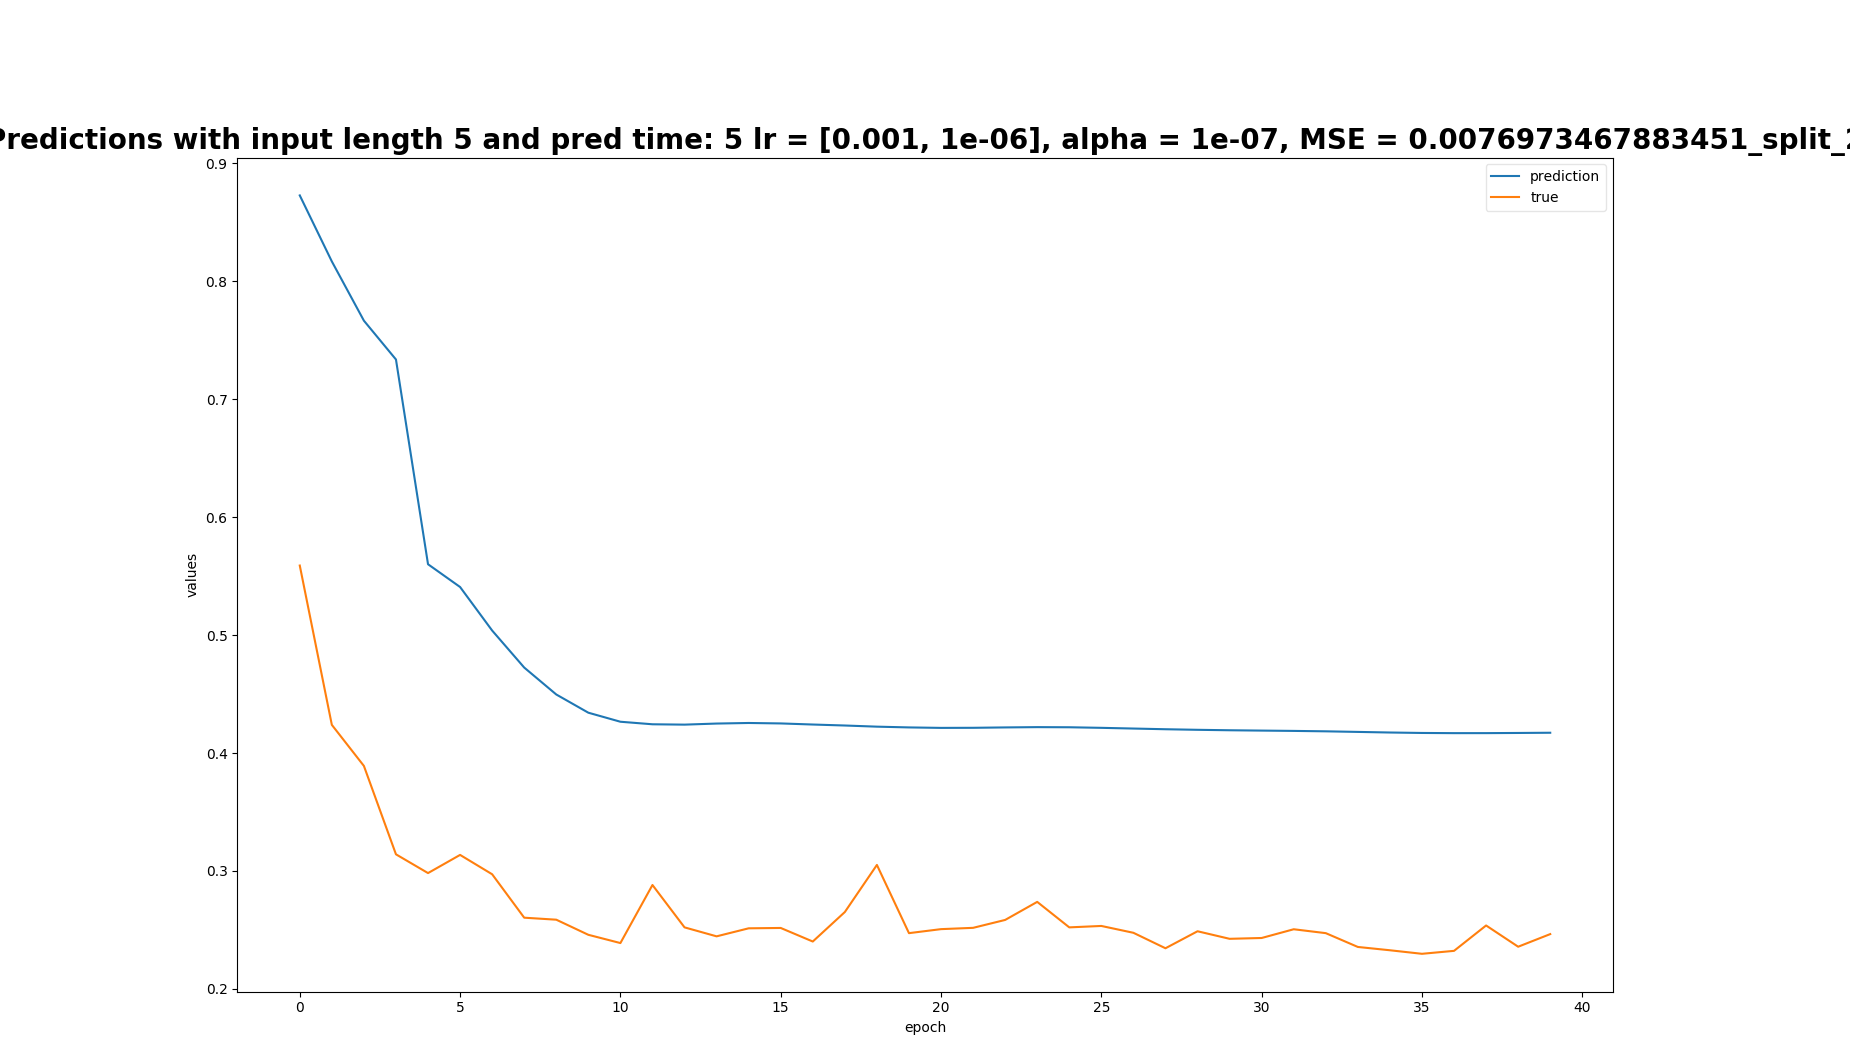 Predictions with input length 5 and pred time: 5 lr = [0.001, 1e-06], alpha = 1e-07, MSE = 0.0076973467883451_split_2
prediction
true
0.9
0.8
0.7
0.6
0.5
0.4
0.3
0.2
values
0 5 10 15 20 25 30 35 40
epoch